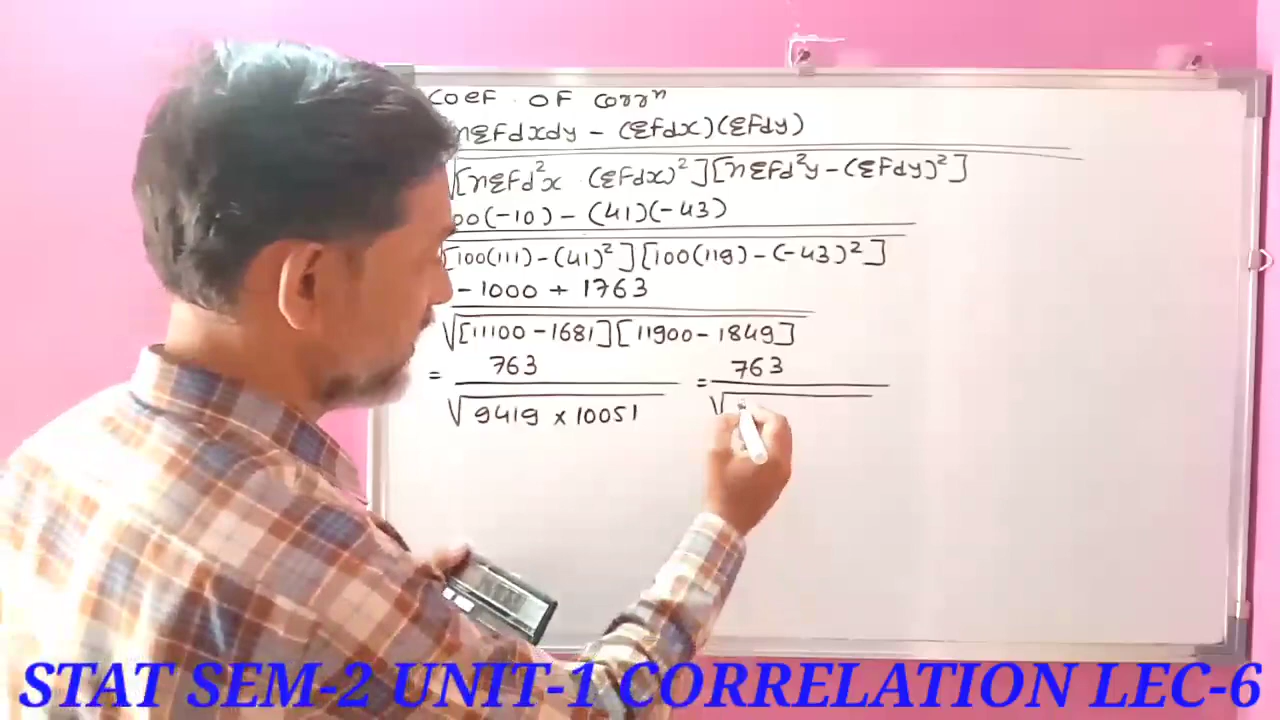 Coef. OF Corrⁿ
nΣFdxdy - (ΣFdx)(ΣFdy)
√[nΣFd²x (ΣFdx)²][nΣFd²y - (ΣFdy)²]
00(-10) - (41)(-43)
[100(111) - (41)²][100(119) - (-43)²]
-1000 + 1763
√[11100 - 1681][11900 - 1849]
= 763 = 763
√9419 x 10051 √
STAT SEM-2 UNIT-1 CORRELATION LEC-6